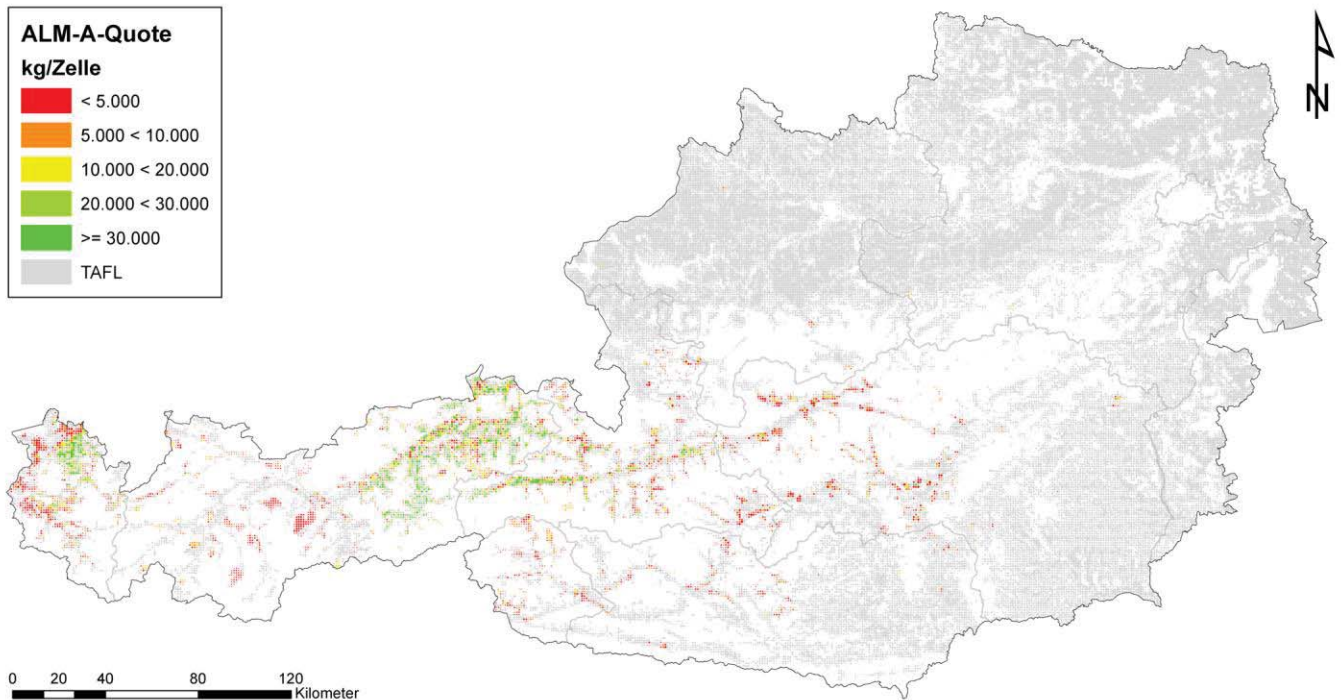 ALM-A-Quote
kg/Zelle
< 5.000
5.000 < 10.000
10.000 < 20.000
20.000 < 30.000
>= 30.000
TAFL
N
0 20 40 80 120
Kilometer